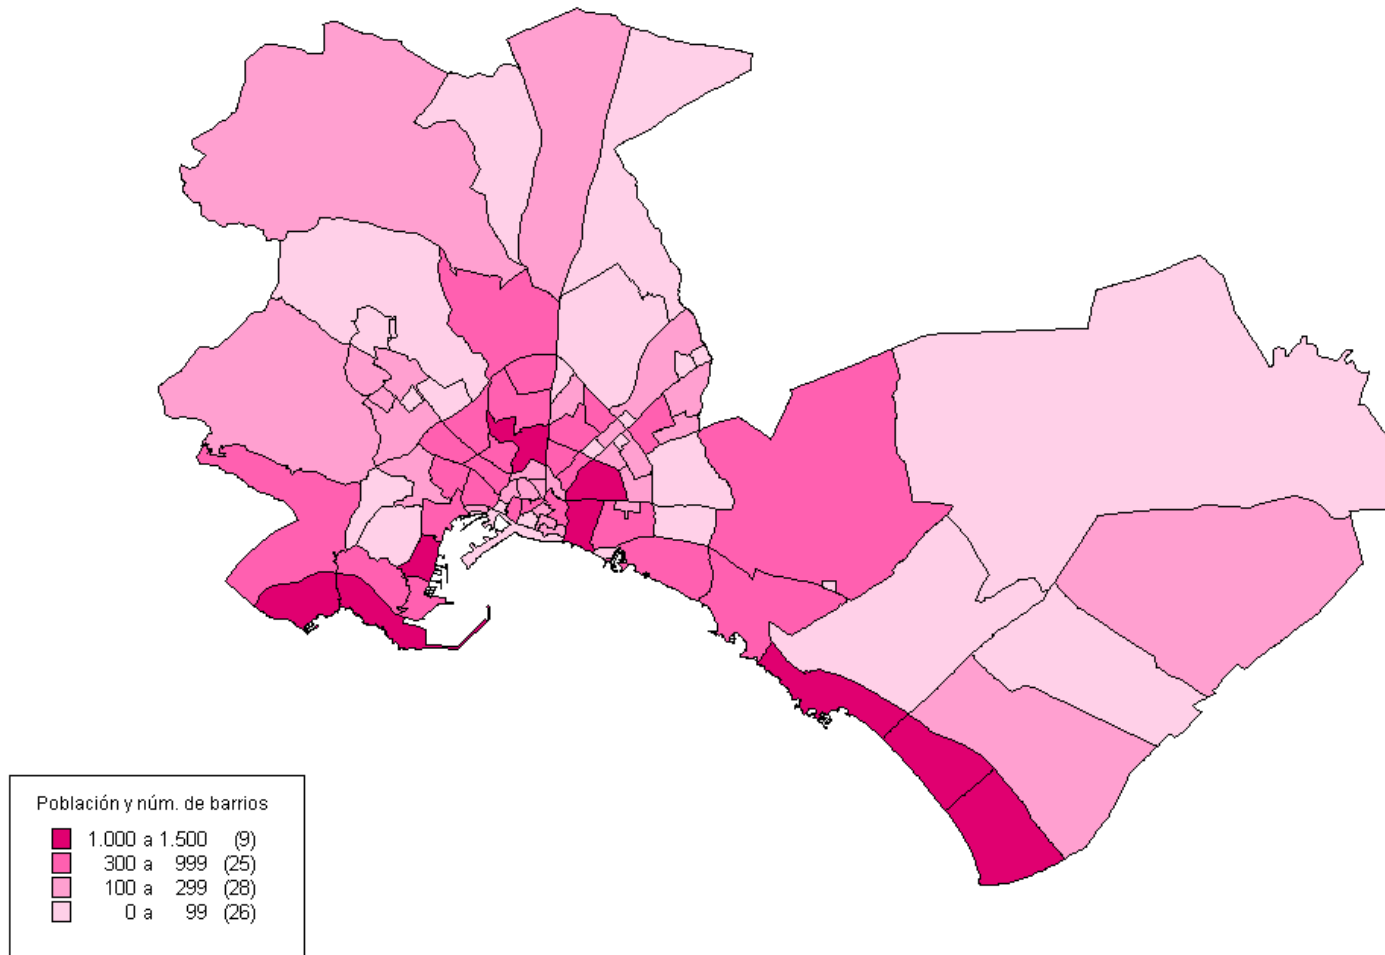 Población y núm. de barrios
1.000 a 1.500 (9)
300 a 999 (25)
100 a 299 (28)
0 a 99 (26)